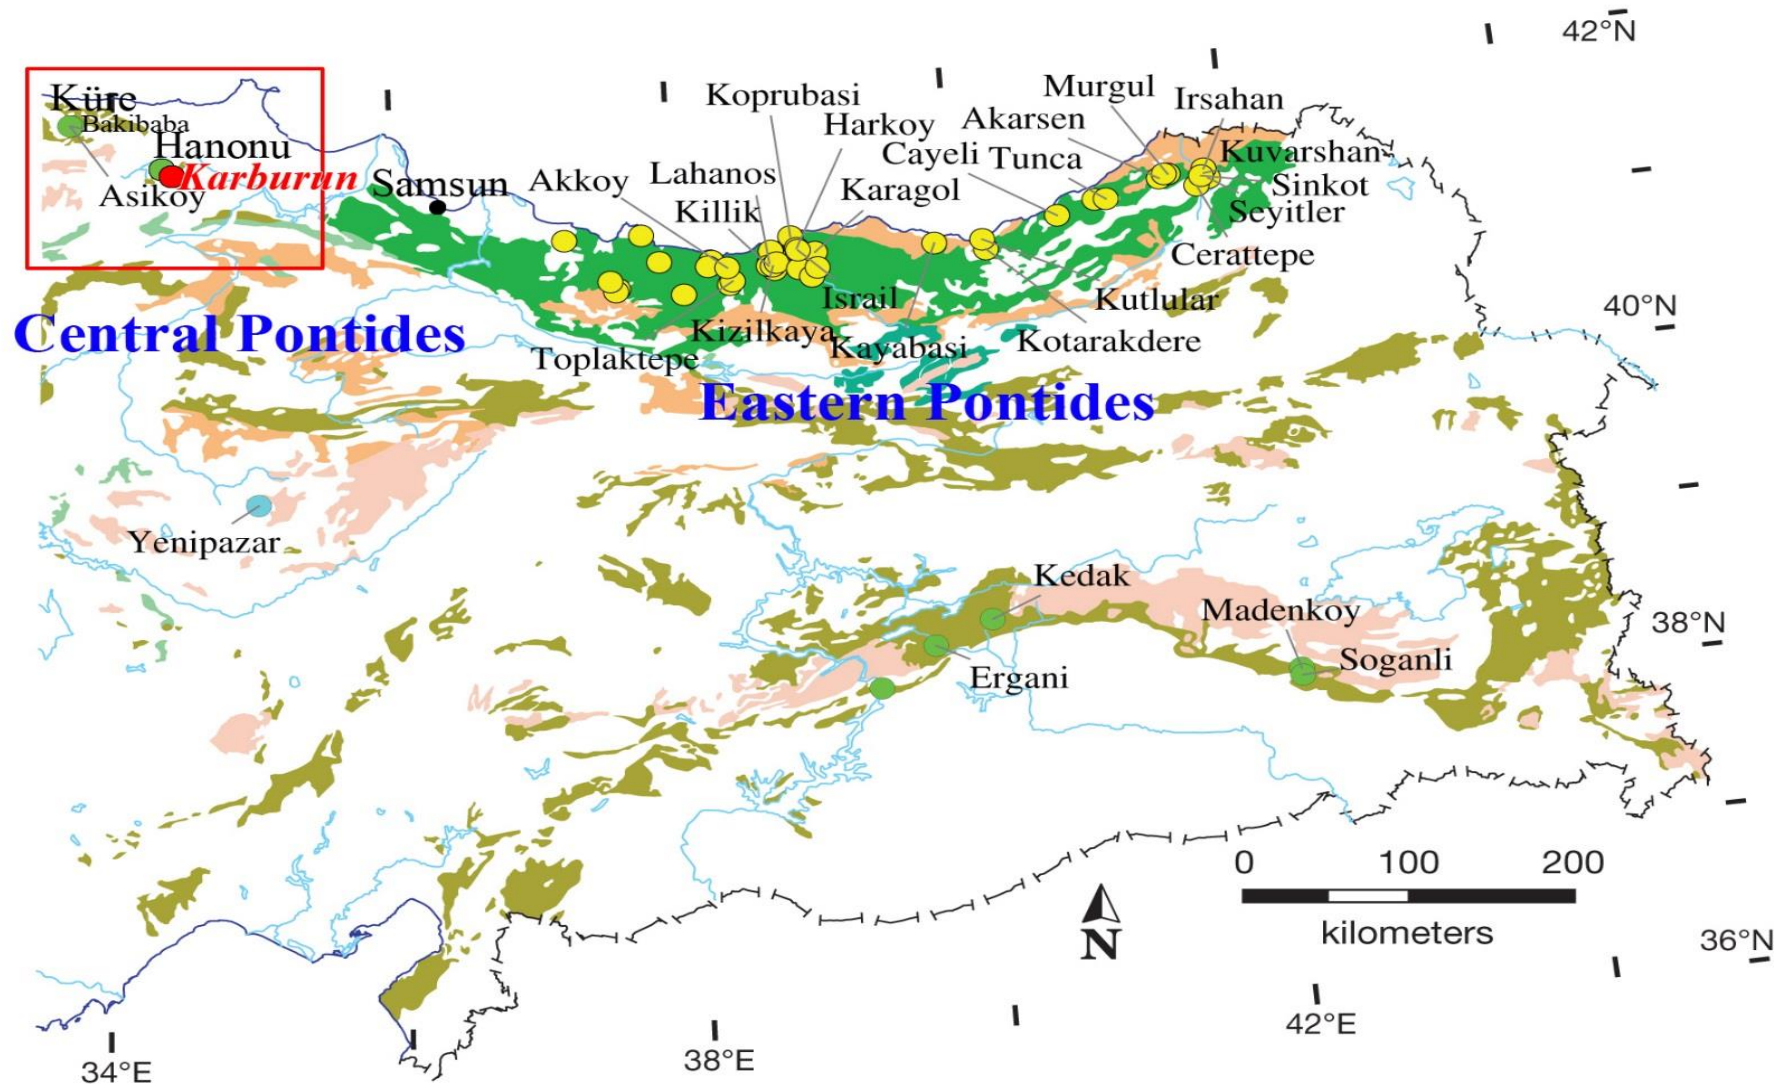 42°N
Küre
Bakibaba
Hanonu
Karburun
Asikoy
Samsun
Akkoy
Lahanos
Killik
Koprubasi
Harkoy
Karagol
Cayeli
Tunca
Akarsen
Murgul
Irsahan
Kuvarshan
Sinkot
Seyitler
Cerattepe
Israil
Kutlular
Kotarakdere
Kizilkaya
Kayabasi
Toplaktepe
40°N
Central Pontides
Eastern Pontides
Yenipazar
Kedak
Madenkoy
Soganli
Ergani
38°N
0 100 200
kilometers
N
36°N
34°E
38°E
42°E